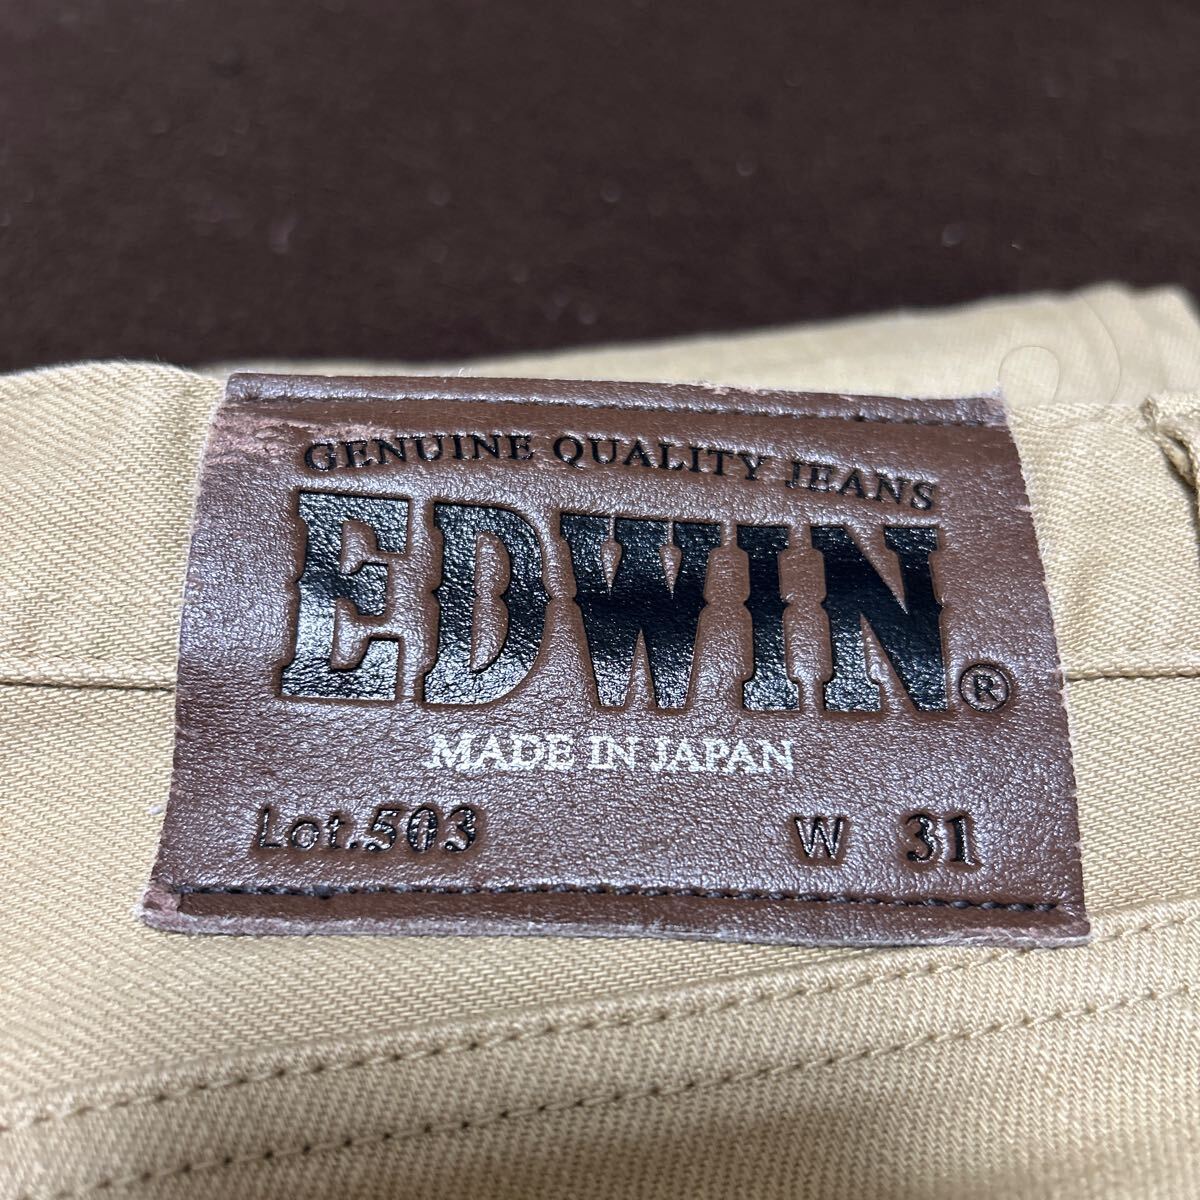 GENUINE QUALITY JEANS
EDWIN®
MADE IN JAPAN
Lot.503 W 31